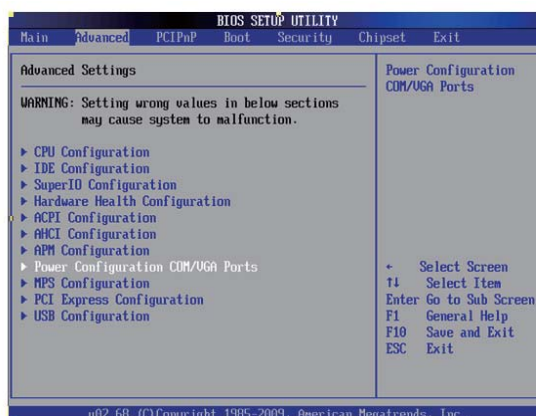 BIOS SETUP UTILITY
Main Advanced PCIPnP Boot Security Chipset Exit
Advanced Settings
WARNING: Setting wrong values in below sections
may cause system to malfunction.
▶ CPU Configuration
▶ IDE Configuration
▶ SuperIO Configuration
▶ Hardware Health Configuration
▶ ACPI Configuration
▶ AHCI Configuration
▶ APM Configuration
▶ Power Configuration COM/VGA Ports
▶ MPS Configuration
▶ PCI Express Configuration
▶ USB Configuration
Power Configuration
COM/VGA Ports
← Select Screen
↑↓ Select Item
Enter Go to Sub Screen
F1 General Help
F10 Save and Exit
ESC Exit
v02.68 (C)Copyright 1985-2009, American Megatrends, Inc.